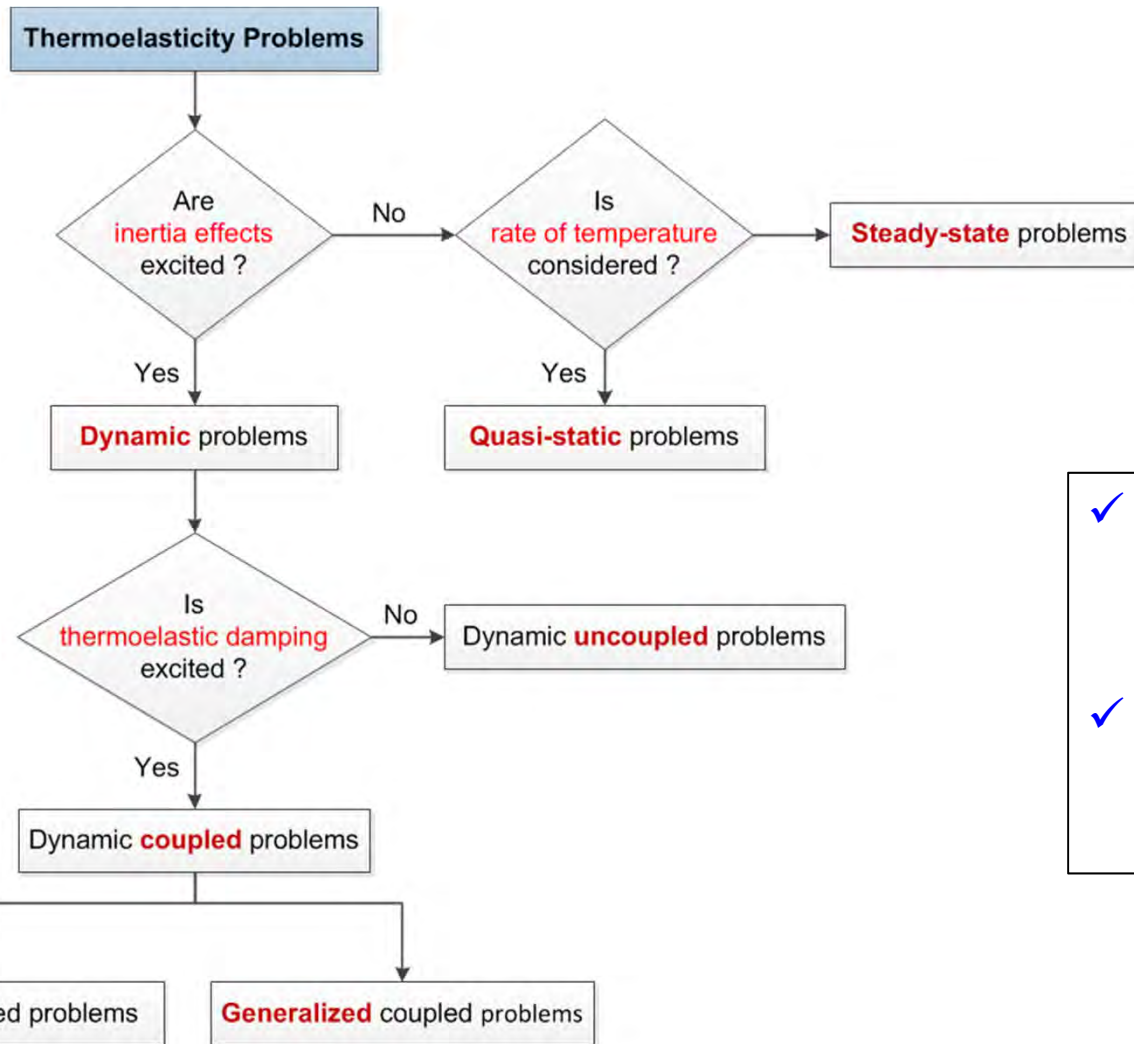 Thermoelasticity Problems
Are
inertia effects
excited ?
No
Is
rate of temperature
considered ?
Steady-state problems
Yes
Yes
Dynamic problems
Quasi-static problems
Is
thermoelastic damping
excited ?
No
Dynamic uncoupled problems
Yes
Dynamic coupled problems
problems
Generalized coupled problems